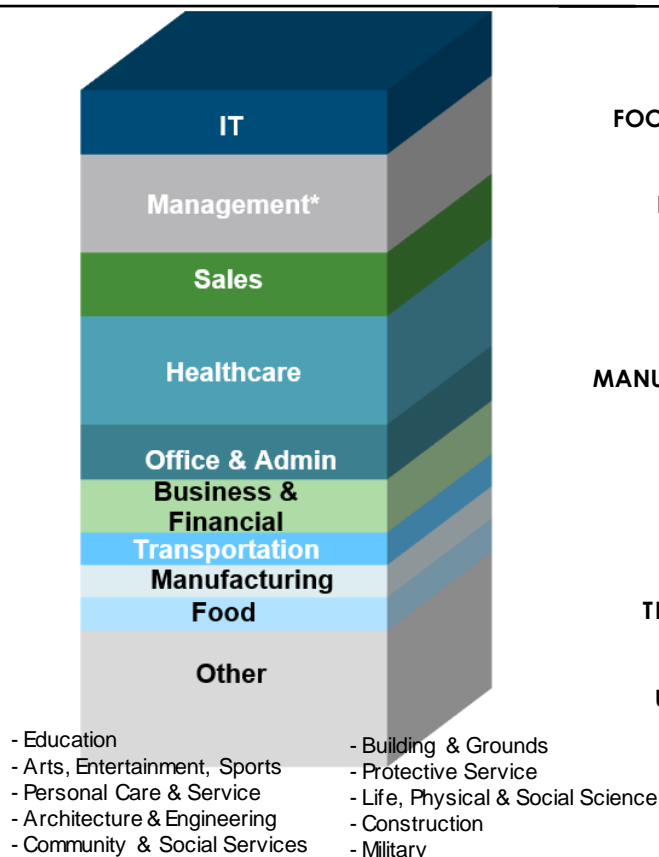 IT
Management*
Sales
Healthcare
Office & Admin
Business &
Financial
Transportation
Manufacturing
Food
Other
- Education
- Arts, Entertainment, Sports
- Personal Care & Service
- Architecture & Engineering
- Community & Social Services
- Building & Grounds
- Protective Service
- Life, Physical & Social Science
- Construction
- Military